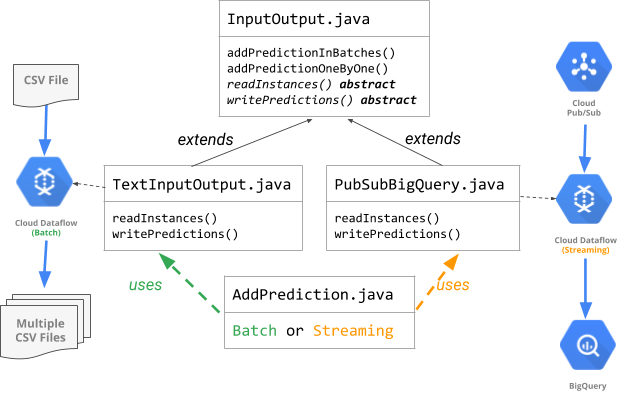 InputOutput.java
addPredictionInBatches()
addPredictionOneByOne()
readInstances() abstract
writePredictions() abstract
CSV File
Cloud
Pub/Sub
extends
extends
TextInputOutput.java
readInstances()
writePredictions()
PubSubBigQuery.java
readInstances()
writePredictions()
Cloud Dataflow
(Batch)
Cloud Dataflow
(Streaming)
uses
uses
AddPrediction.java
Batch or Streaming
Multiple
CSV Files
BigQuery